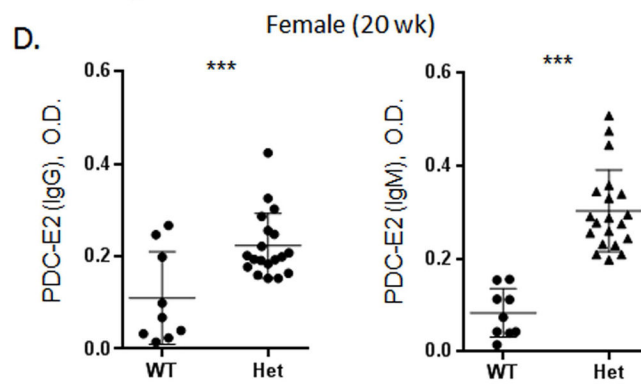 D.
Female (20 wk)
PDC-E2 (IgG), O.D.
0.6
0.4
0.2
0.0
***
WT
Het
PDC-E2 (IgM), O.D.
0.6
0.4
0.2
0.0
***
WT
Het